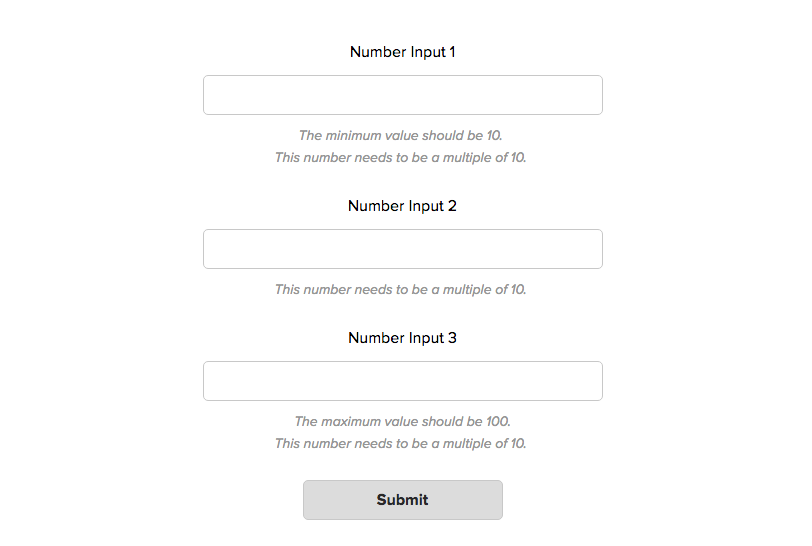 Number Input 1
The minimum value should be 10.
This number needs to be a multiple of 10.
Number Input 2
This number needs to be a multiple of 10.
Number Input 3
The maximum value should be 100.
This number needs to be a multiple of 10.
Submit